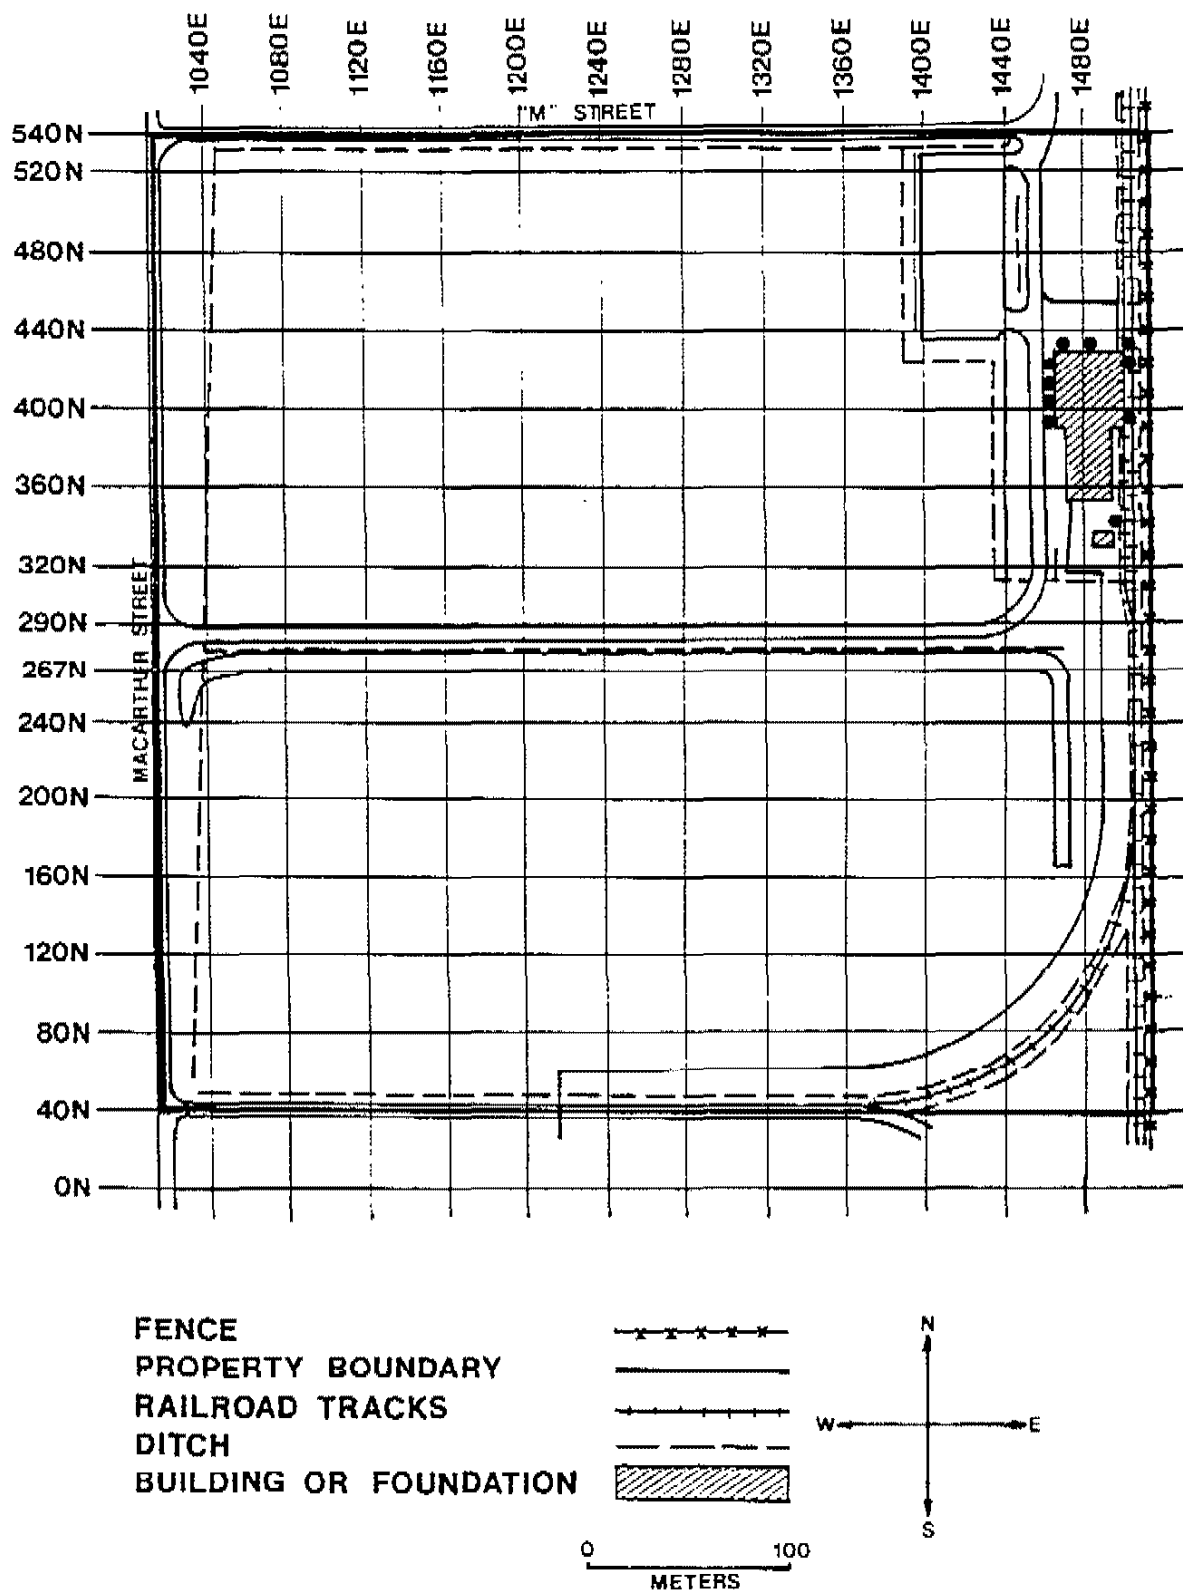 1040E
1080E
1120E
1160E
1200E
1240E
1280E
1320E
1360E
1400E
1440E
1480E
"M" STREET
540N
520N
480N
440N
400N
360N
320N
290N
267N
240N
200N
160N
120N
80N
40N
0N
MACARTHER STREET
FENCE
PROPERTY BOUNDARY
RAILROAD TRACKS
DITCH
BUILDING OR FOUNDATION
N
W E
S
0 100
METERS